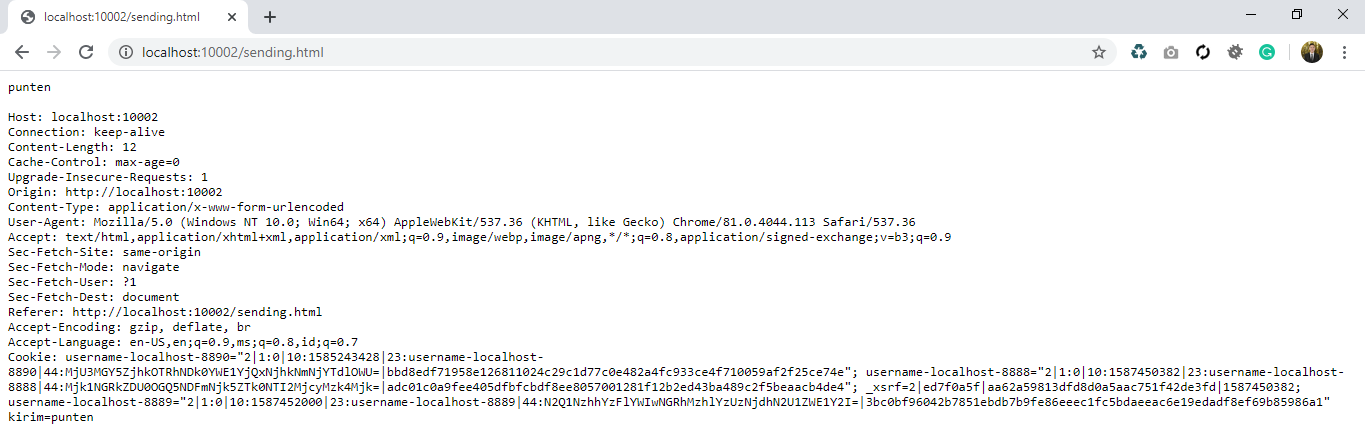 localhost:10002/sending.html
localhost:10002/sending.html
punten
Host: localhost:10002
Connection: keep-alive
Content-Length: 12
Cache-Control: max-age=0
Upgrade-Insecure-Requests: 1
Origin: http://localhost:10002
Content-Type: application/x-www-form-urlencoded
User-Agent: Mozilla/5.0 (Windows NT 10.0; Win64; x64) AppleWebKit/537.36 (KHTML, like Gecko) Chrome/81.0.4044.113 Safari/537.36
Accept: text/html,application/xhtml+xml,application/xml;q=0.9,image/webp,image/apng,*/*;q=0.8,application/signed-exchange;v=b3;q=0.9
Sec-Fetch-Site: same-origin
Sec-Fetch-Mode: navigate
Sec-Fetch-User: ?1
Sec-Fetch-Dest: document
Referer: http://localhost:10002/sending.html
Accept-Encoding: gzip, deflate, br
Accept-Language: en-US,en;q=0.9,ms;q=0.8,id;q=0.7
Cookie: username-localhost-8890="2|1:0|10:1585243428|23:username-localhost-
8890|44:MjU3MGY5ZjhkOTRhNDk0YWE1YjQxNjhkNmNjYTdlOWU=|bbd8edf71958e126811024c29c1d77c0e482a4fc933ce4f710059af2f25ce74e"; username-localhost-8888="2|1:0|10:1587450382|23:username-localhost-
8888|44:Mjk1NGRkZDU0OGQ5NDFmNjk5ZTk0NTI2MjcyMzk4Mjk=|adc01c0a9fee405dfbfcbdf8ee8057001281f12b2ed43ba489c2f5beaacb4de4"; _xsrf=2|ed7f0a5f|aa62a59813dfd8d0a5aac751f42de3fd|1587450382;
username-localhost-8889="2|1:0|10:1587452000|23:username-localhost-8889|44:N2Q1NzhhYzFlYWIwNGRhMzhlYzUzNjdhN2U1ZWE1Y2I=|3bc0bf96042b7851ebdb7b9fe86eeec1fc5bdaeeac6e19edadf8ef69b85986a1"
kirim=punten